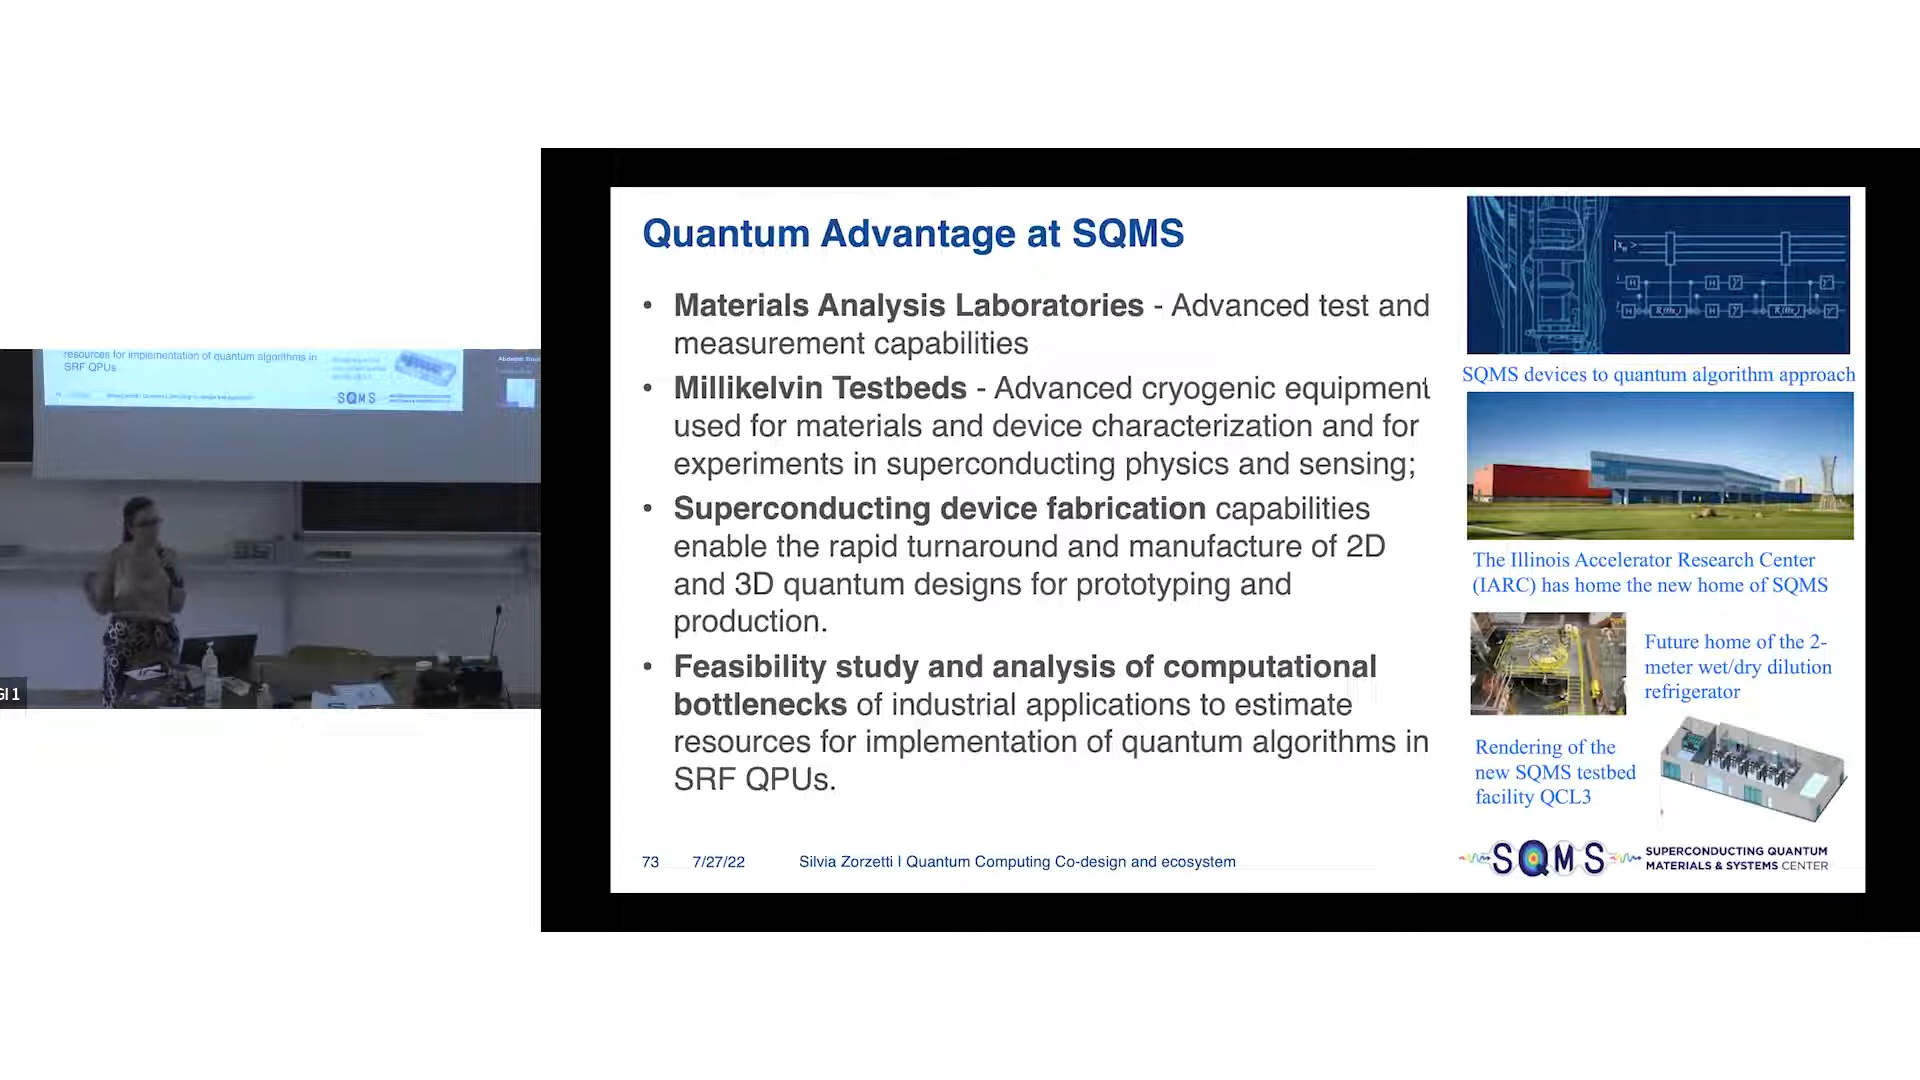 resources for implementation of quantum algorithms in
SRF QPUs
SQMS
GI 1
Quantum Advantage at SQMS
• Materials Analysis Laboratories - Advanced test and
measurement capabilities
• Millikelvin Testbeds - Advanced cryogenic equipment
used for materials and device characterization and for
experiments in superconducting physics and sensing;
• Superconducting device fabrication capabilities
enable the rapid turnaround and manufacture of 2D
and 3D quantum designs for prototyping and
production.
• Feasibility study and analysis of computational
bottlenecks of industrial applications to estimate
resources for implementation of quantum algorithms in
SRF QPUs.
SQMS devices to quantum algorithm approach
The Illinois Accelerator Research Center
(IARC) has home the new home of SQMS
Future home of the 2-
meter wet/dry dilution
refrigerator
Rendering of the
new SQMS testbed
facility QCL3
73 7/27/22 Silvia Zorzetti | Quantum Computing Co-design and ecosystem
SQMS
SUPERCONDUCTING QUANTUM
MATERIALS & SYSTEMS CENTER